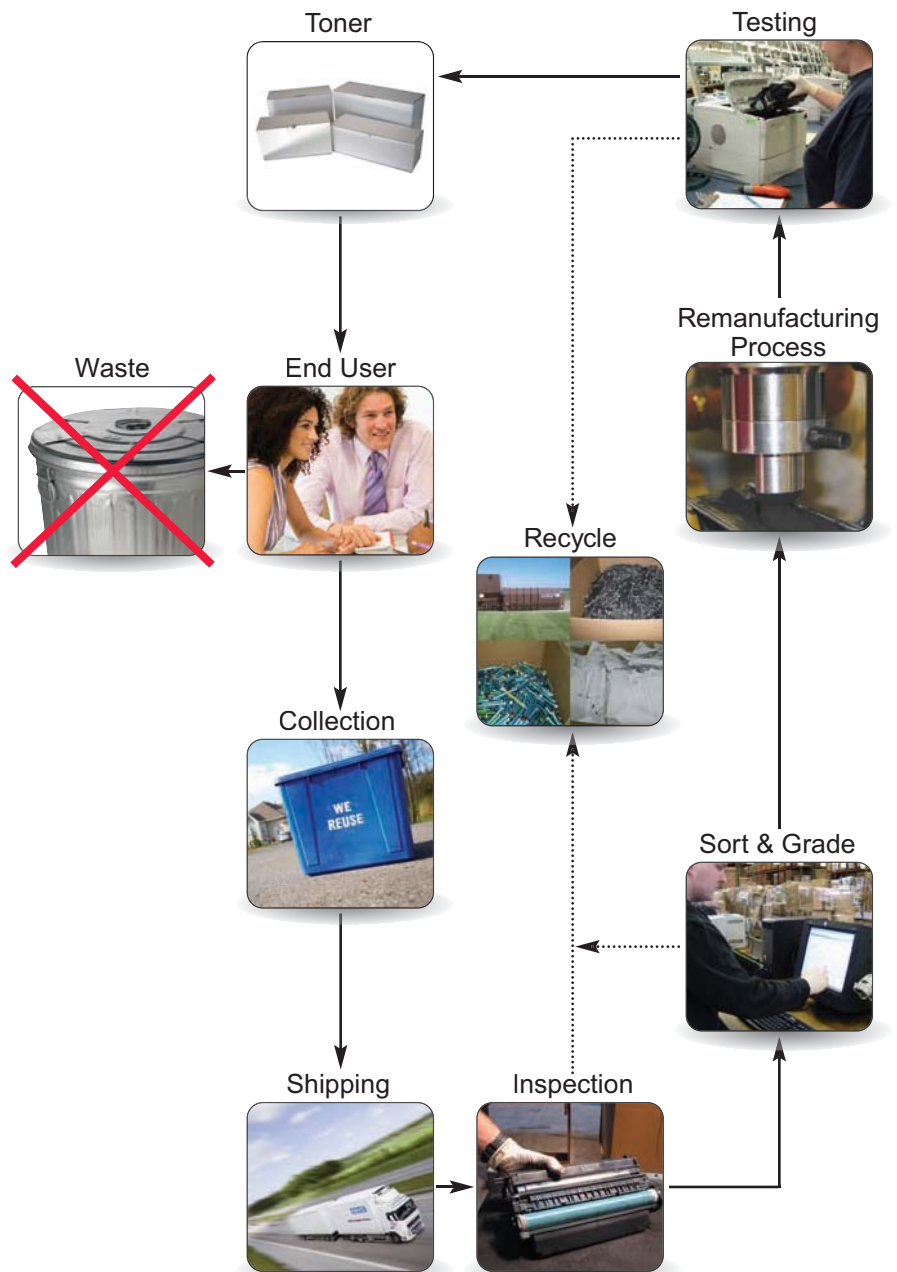 Toner
Testing
Remanufacturing
Process
Waste
End User
Recycle
Collection
WE
REUSE
Sort & Grade
Shipping
Inspection